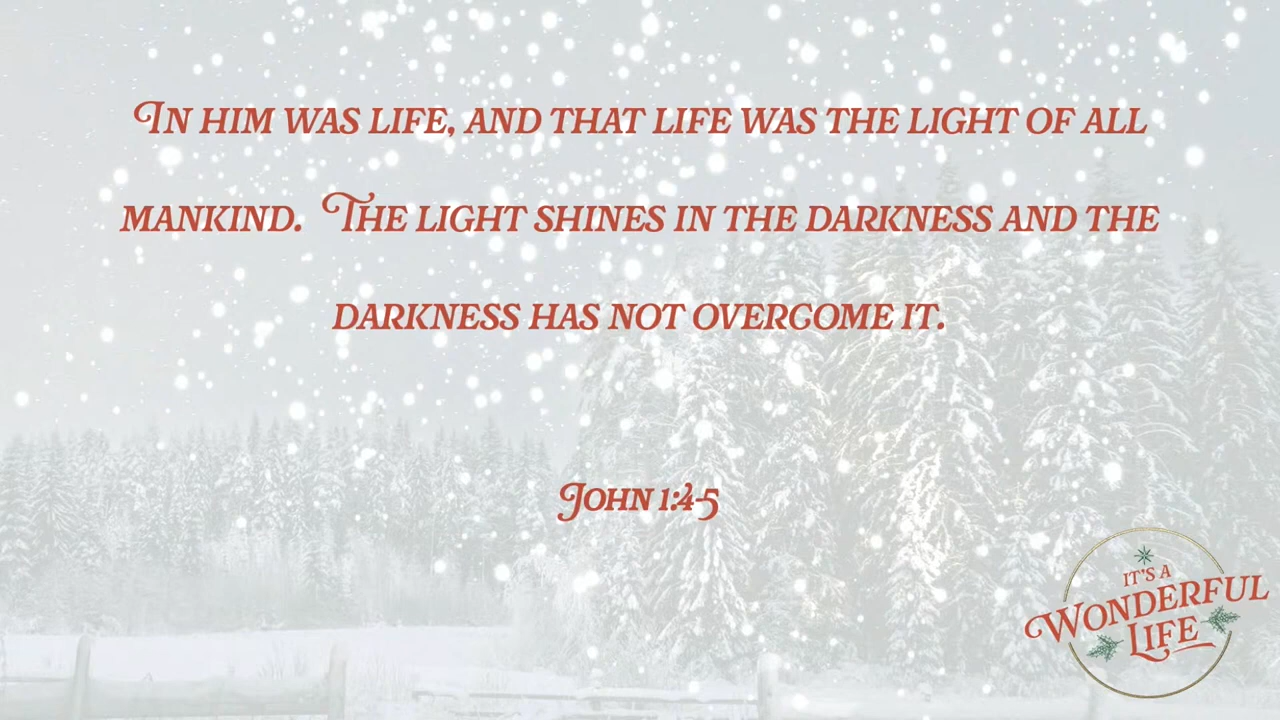 In him was life, and that life was the light of all
mankind. The light shines in the darkness and the
darkness has not overcome it.
John 1:4-5
It's a
Wonderful
Life